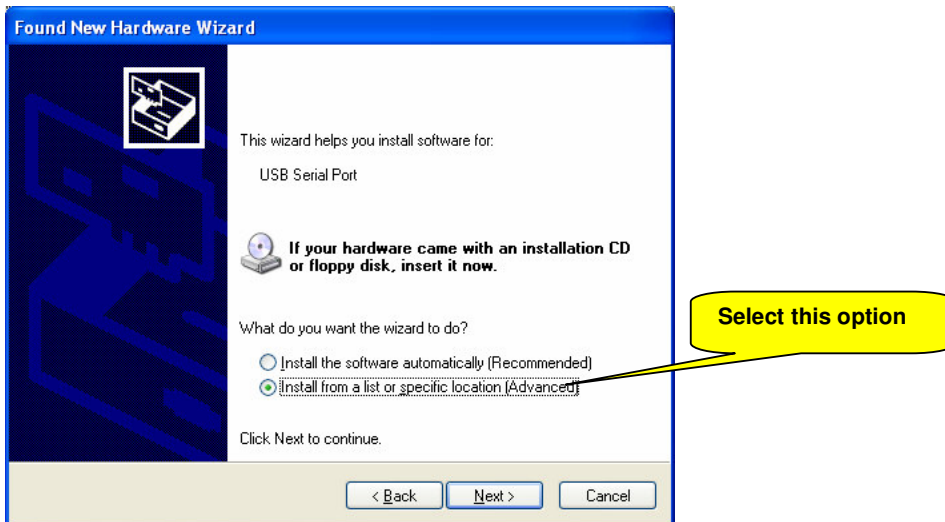 Found New Hardware Wizard
This wizard helps you install software for:
USB Serial Port
If your hardware came with an installation CD
or floppy disk, insert it now.
What do you want the wizard to do?
Install the software automatically (Recommended)
Install from a list or specific location (Advanced)
Select this option
Click Next to continue.
< Back
Next >
Cancel